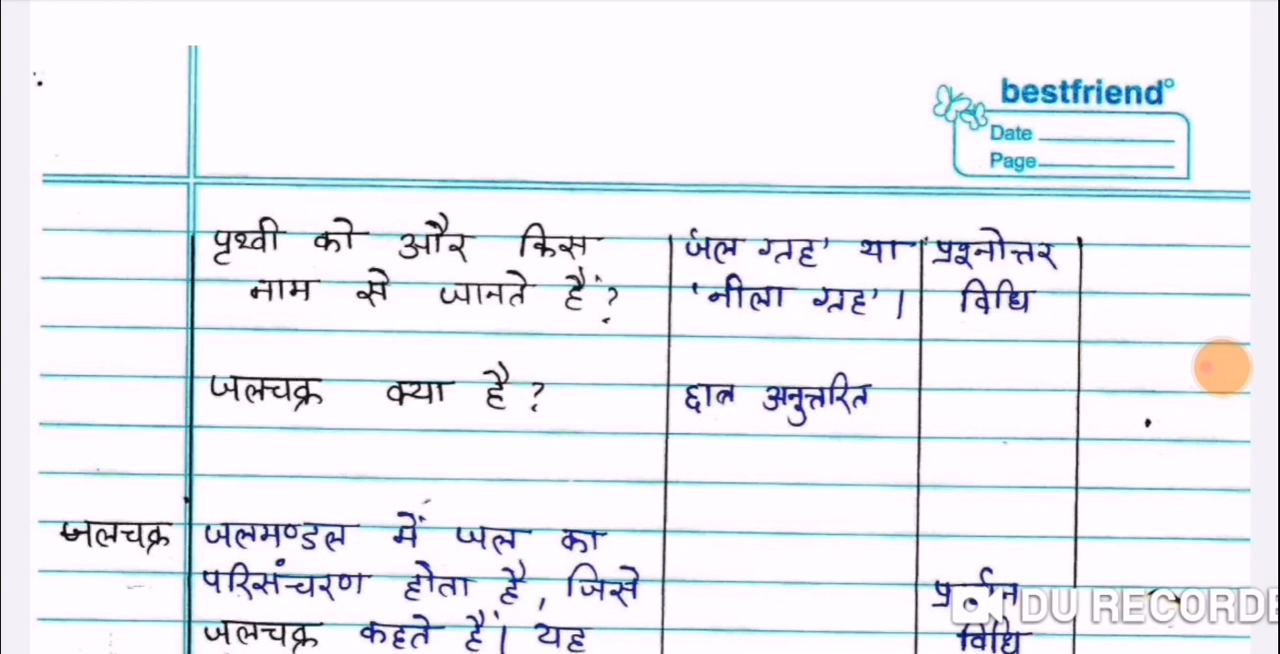 bestfriend
Date
Page
पृथ्वी को और किस
नाम से जानते हैं?
'जल ग्रह' या
'नीला ग्रह'।
प्रश्नोत्तर
विधि
जलचक्र क्या है?
छात्र अनुत्तरित
जलचक्र
जलमण्डल में जल का
परिसंचरण होता है, जिसे
जलचक्र कहते हैं। यह
विधि
DU RECORDE